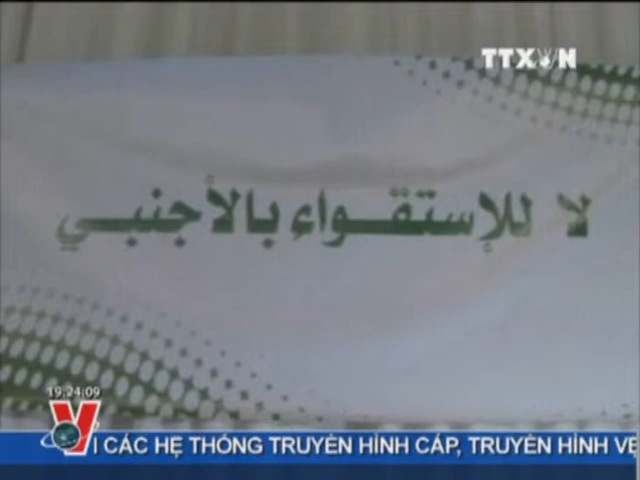 TTXVN
لا للإستقواء بالأجنبي
19:24:09
V
I CÁC HỆ THỐNG TRUYỀN HÌNH CÁP, TRUYỀN HÌNH VỆ